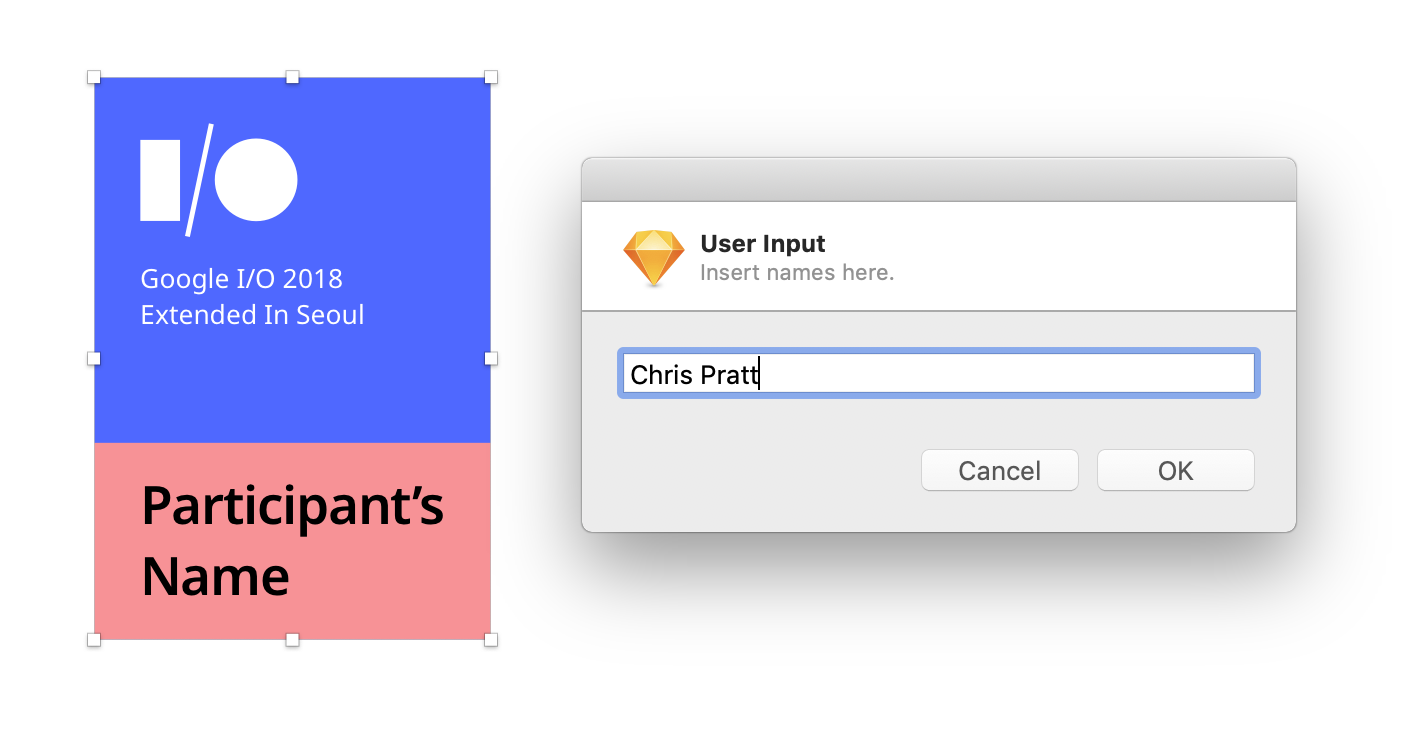 I/O
Google I/O 2018
Extended In Seoul
Participant’s
Name
User Input
Insert names here.
Chris Pratt
Cancel
OK